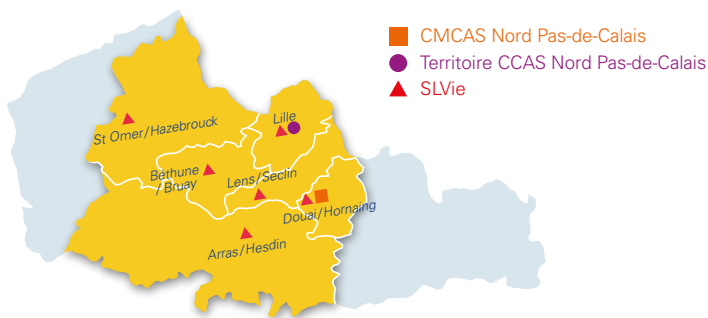 CMCAS Nord Pas-de-Calais
Territoire CCAS Nord Pas-de-Calais
SLVie
Lille
St Omer/Hazebrouck
Béthune
/ Bruay
Lens/Seclin
Douai/Hornaing
Arras/Hesdin